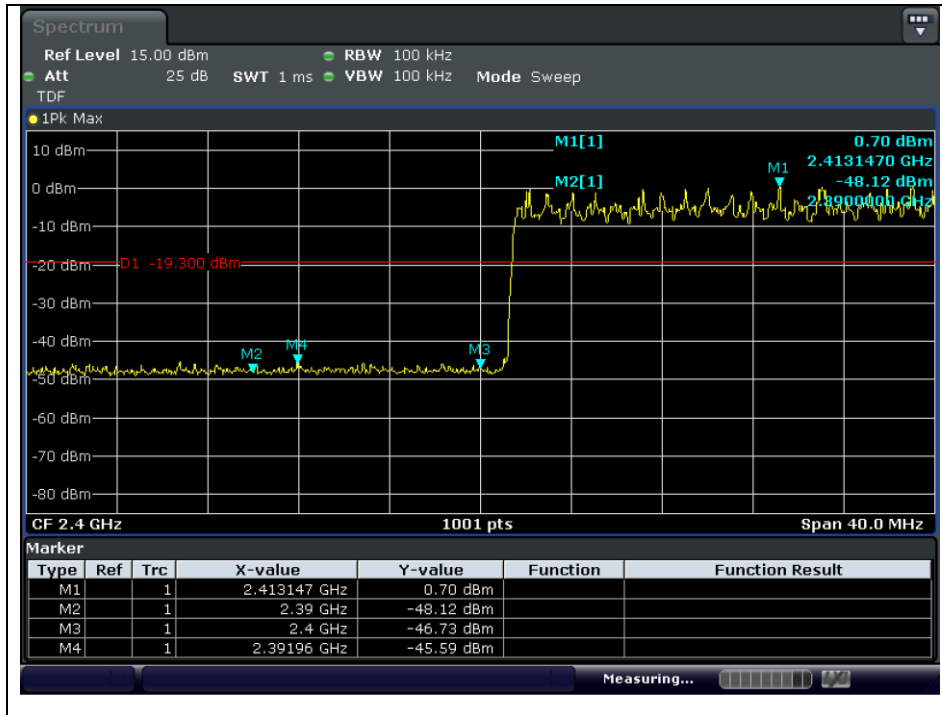 Spectrum
Ref Level 15.00 dBm RBW 100 kHz
Att 25 dB SWT 1 ms VBW 100 kHz Mode Sweep
TDF
1Pk Max
M1[1] 0.70 dBm
10 dBm
M1 2.4131470 GHz
0 dBm M2[1] -48.12 dBm
2.3900000 GHz
-10 dBm
-20 dBm D1 -19.300 dBm
-30 dBm
-40 dBm
M2 M4 M3
-50 dBm
-60 dBm
-70 dBm
-80 dBm
CF 2.4 GHz 1001 pts Span 40.0 MHz
Marker
Type Ref Trc X-value Y-value Function Function Result
M1 1 2.413147 GHz 0.70 dBm
M2 1 2.39 GHz -48.12 dBm
M3 1 2.4 GHz -46.73 dBm
M4 1 2.39196 GHz -45.59 dBm
Measuring...